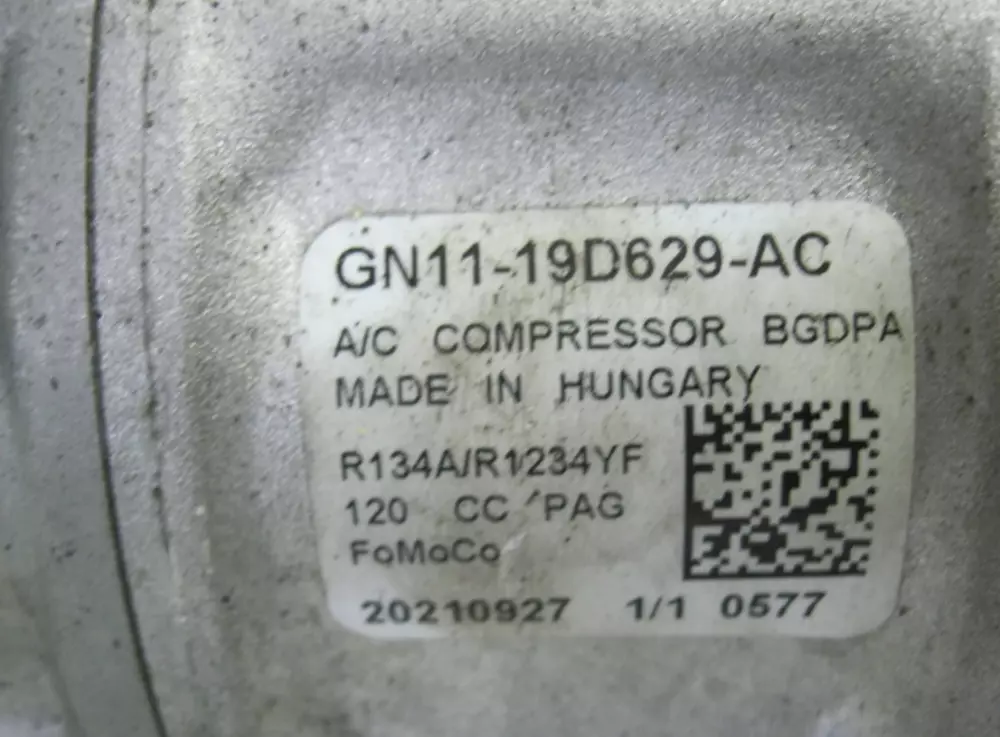 GN11-19D629-AC
A/C COMPRESSOR BGDPA
MADE IN HUNGARY
R134A/R1234YF
120 CC PAG
FoMoCo
20210927 1/1 0577